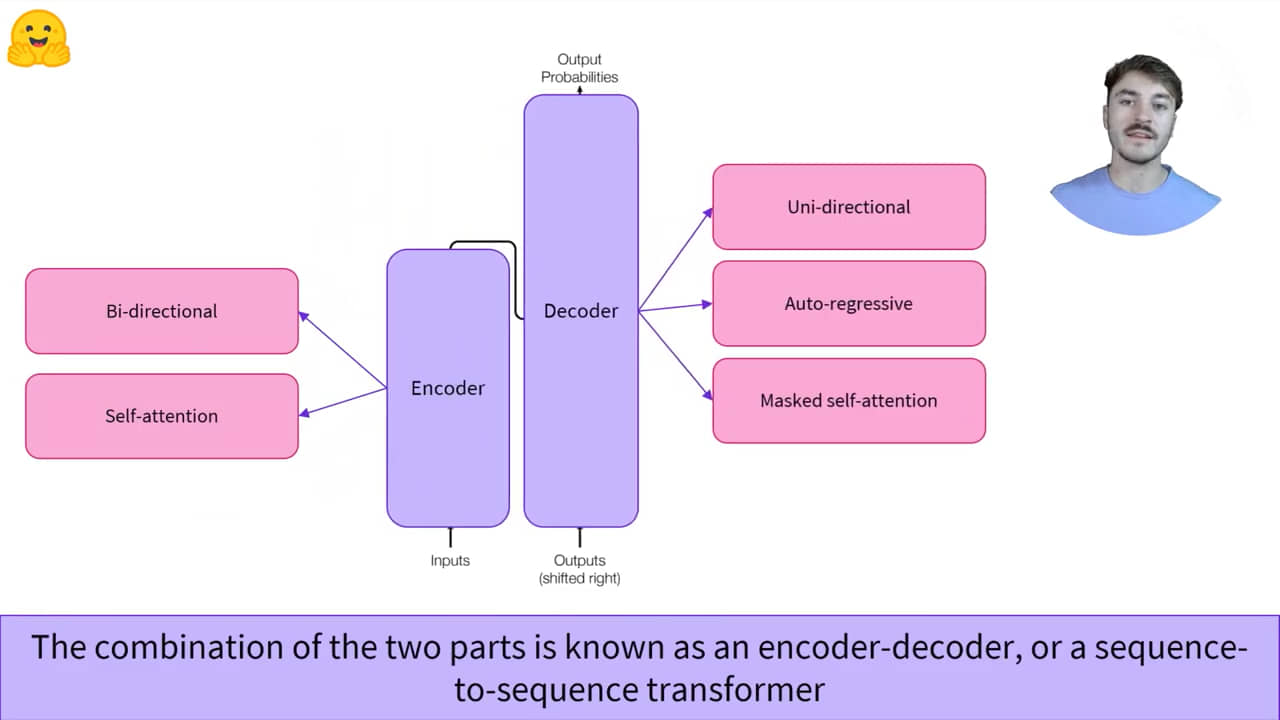 Output
Probabilities
Uni-directional
Bi-directional
Decoder
Auto-regressive
Encoder
Self-attention
Masked self-attention
Inputs
Outputs
(shifted right)
The combination of the two parts is known as an encoder-decoder, or a sequence-
to-sequence transformer